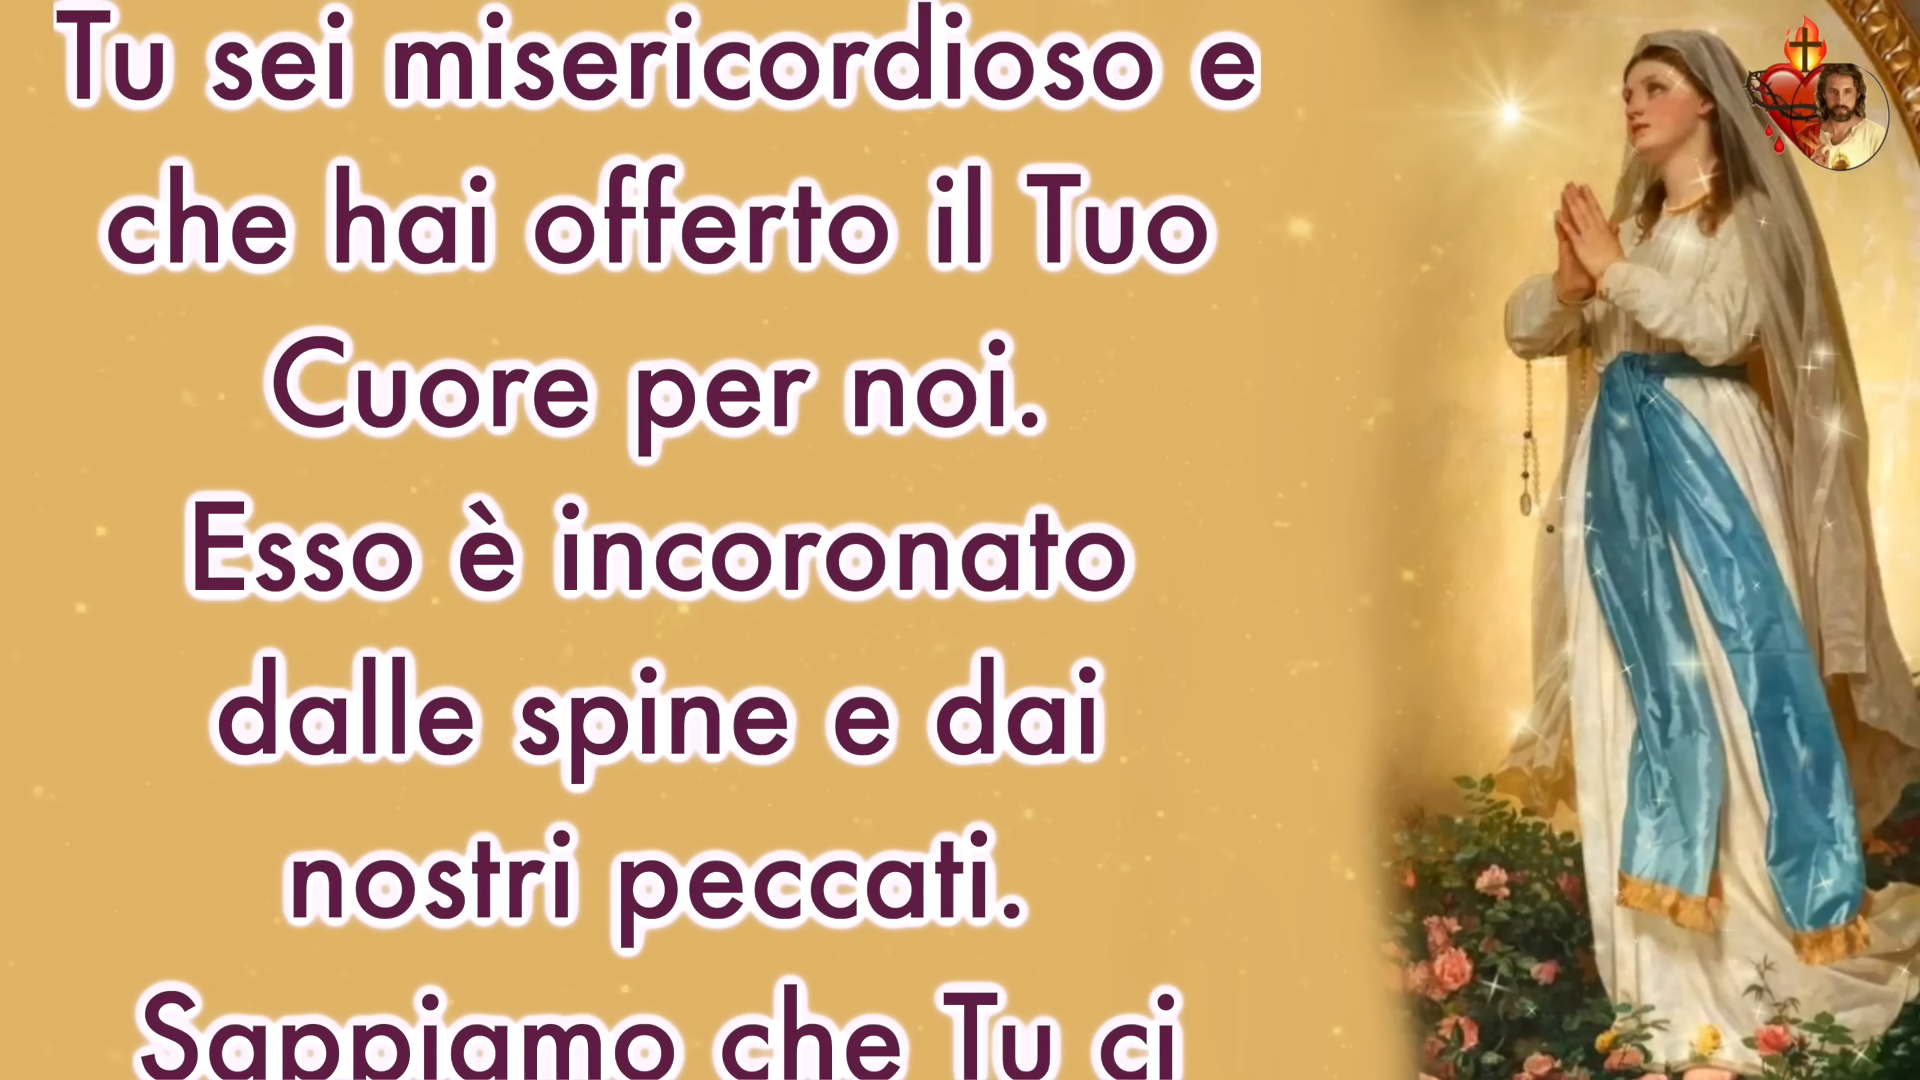 Tu sei misericordioso e
che hai offerto il Tuo
Cuore per noi.
Esso è incoronato
dalle spine e dai
nostri peccati.
Sappiamo che Tu ci